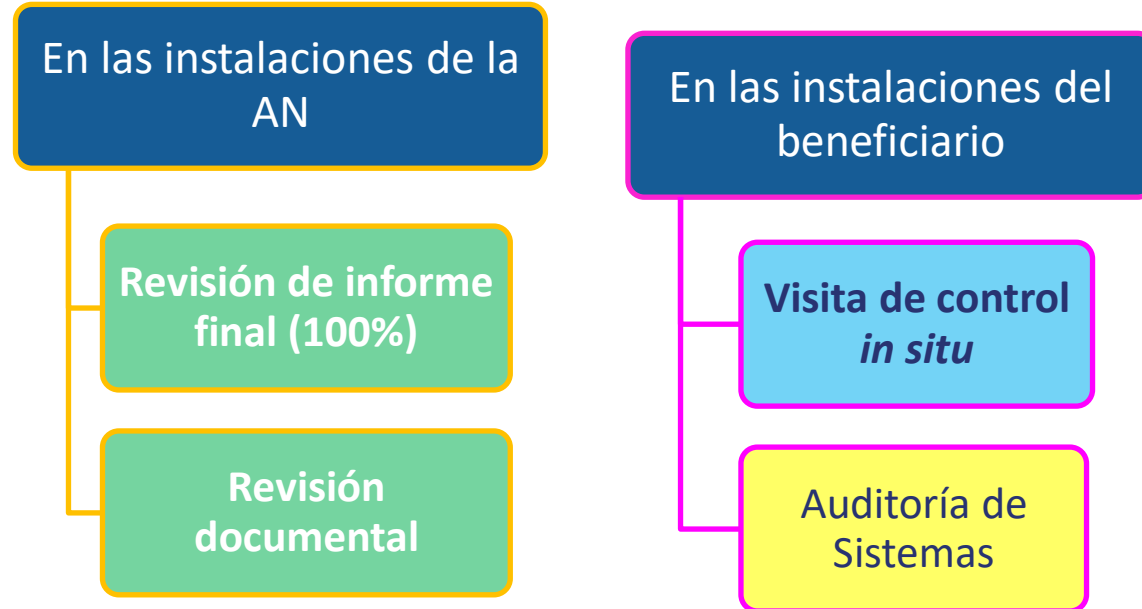 En las instalaciones de la
AN
Revisión de informe
final (100%)
Revisión
documental
En las instalaciones del
beneficiario
Visita de control
in situ
Auditoría de
Sistemas